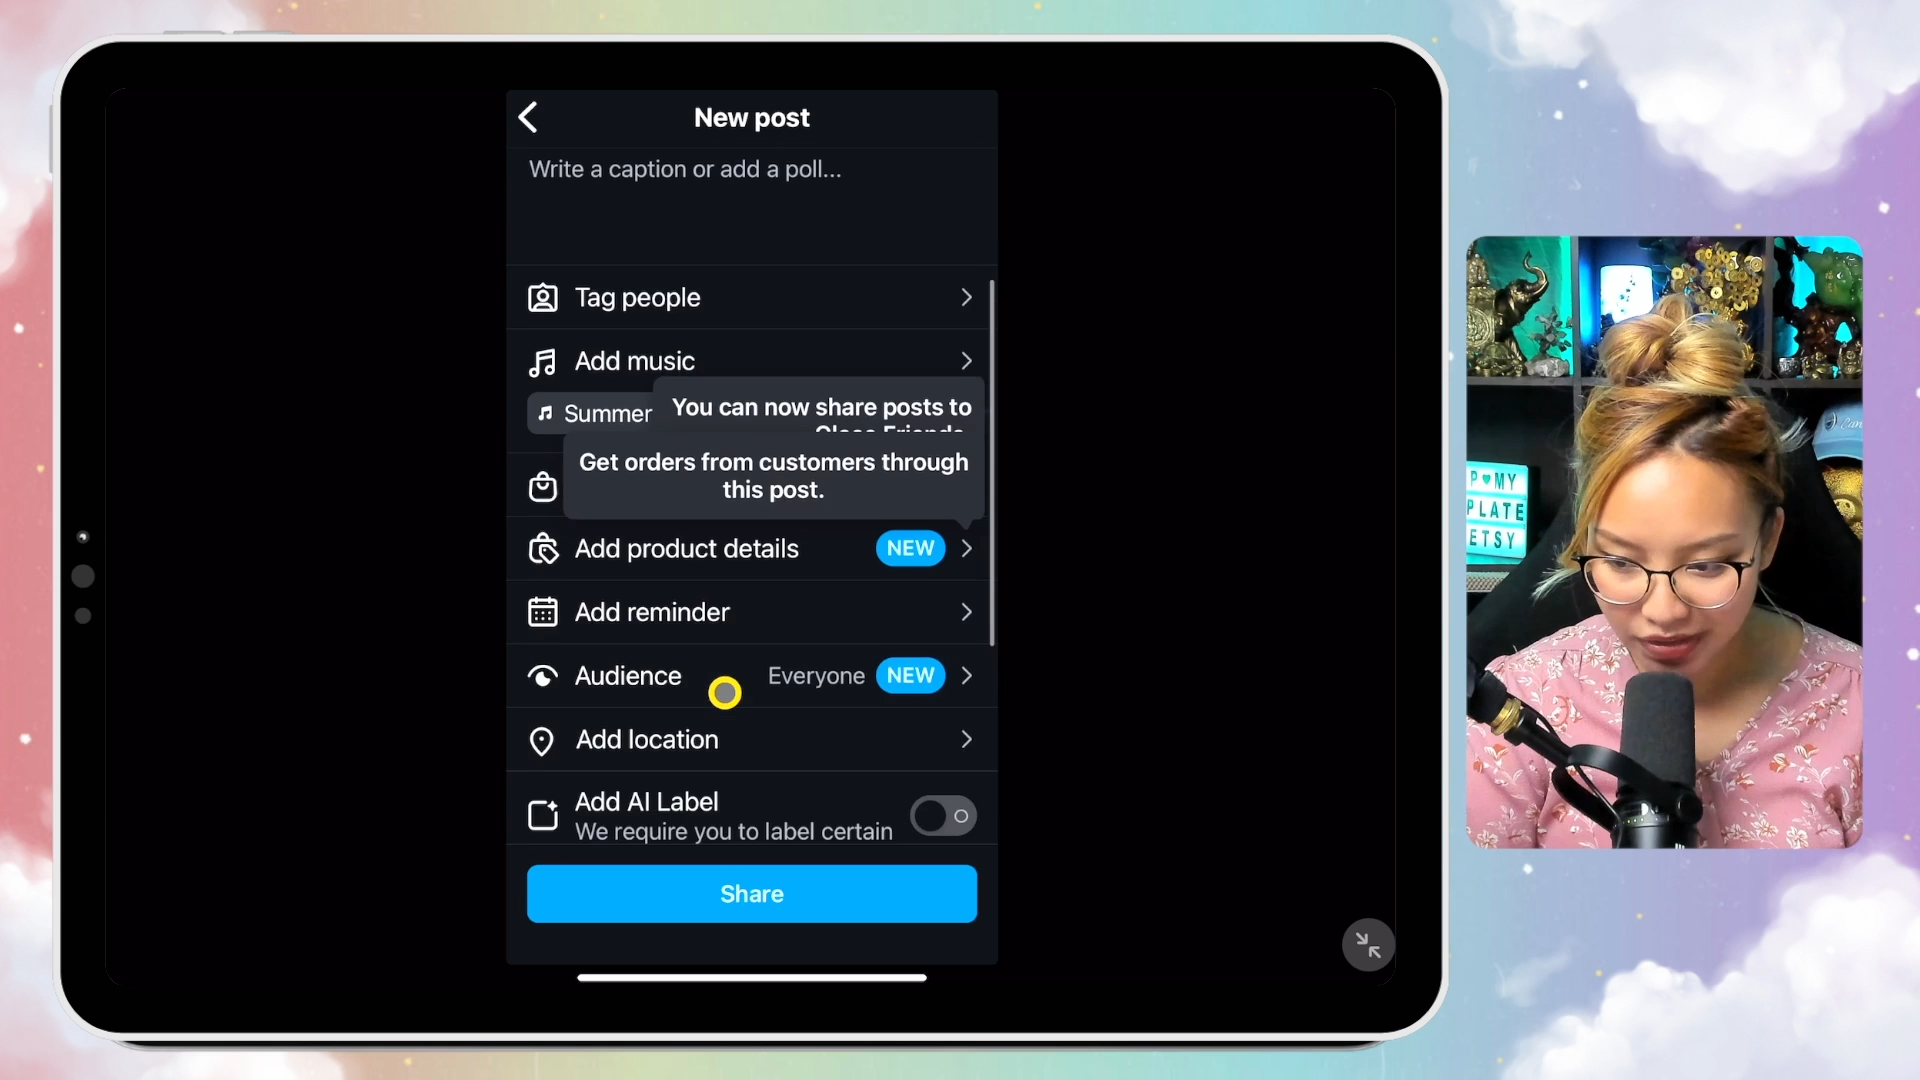 New post
Write a caption or add a poll...
Tag people
Add music
Summer
You can now share posts to
Close Friends.
Get orders from customers through
this post.
Add product details NEW
Add reminder
Audience Everyone NEW
Add location
Add AI Label
We require you to label certain
Share
P♥MY
PLATE
ETSY